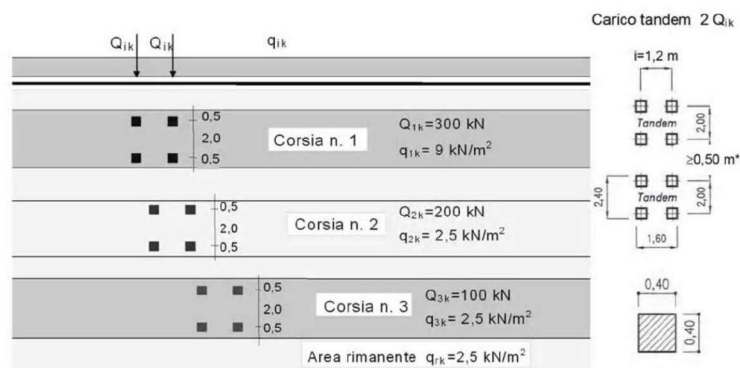 Carico tandem 2 Qik
Qik Qik qik
i=1,2 m
0,5
2,0
0,5
Corsia n. 1
Q1k=300 kN
q1k= 9 kN/m²
Tandem
2,00
≥0,50 m*
0,5
2,0
0,5
Corsia n. 2
Q2k=200 kN
q2k= 2,5 kN/m²
2,40
Tandem
2,00
1,60
0,5
2,0
0,5
Corsia n. 3
Q3k=100 kN
q3k= 2,5 kN/m²
0,40
0,40
Area rimanente qrk=2,5 kN/m²